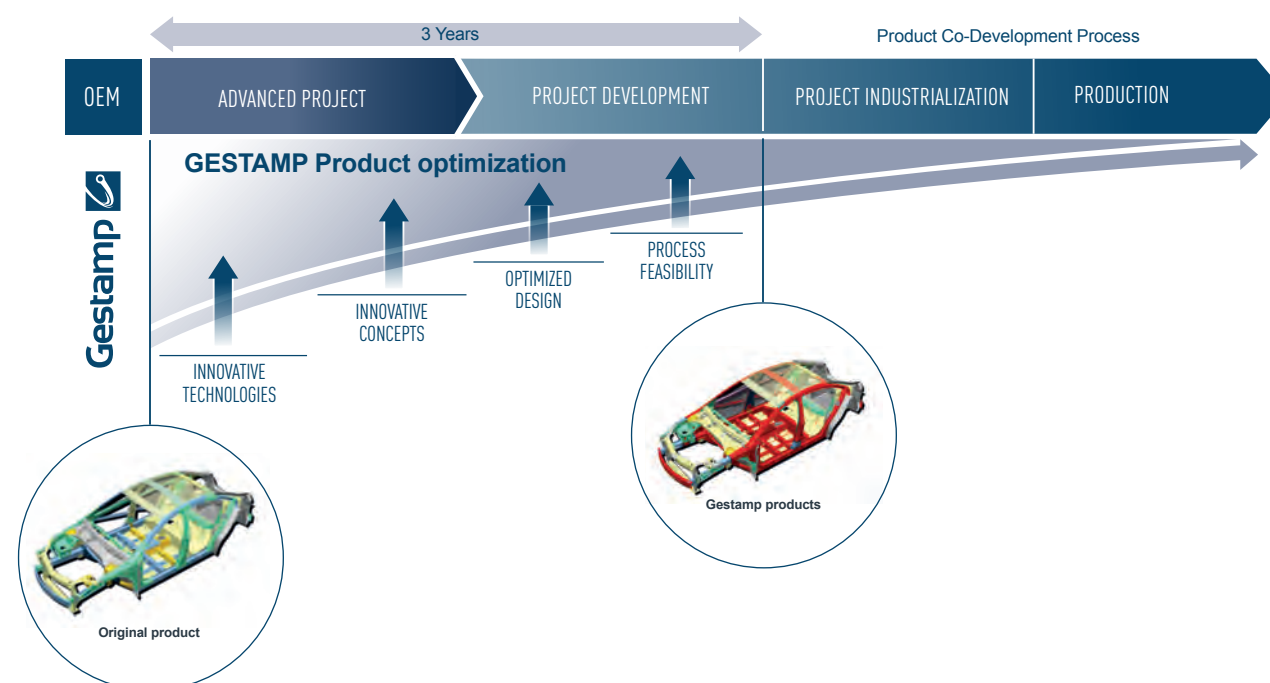 3 Years
Product Co-Development Process
OEM
ADVANCED PROJECT
PROJECT DEVELOPMENT
PROJECT INDUSTRIALIZATION
PRODUCTION
GESTAMP Product optimization
Gestamp
PROCESS
FEASIBILITY
OPTIMIZED
DESIGN
INNOVATIVE
CONCEPTS
INNOVATIVE
TECHNOLOGIES
Gestamp products
Original product